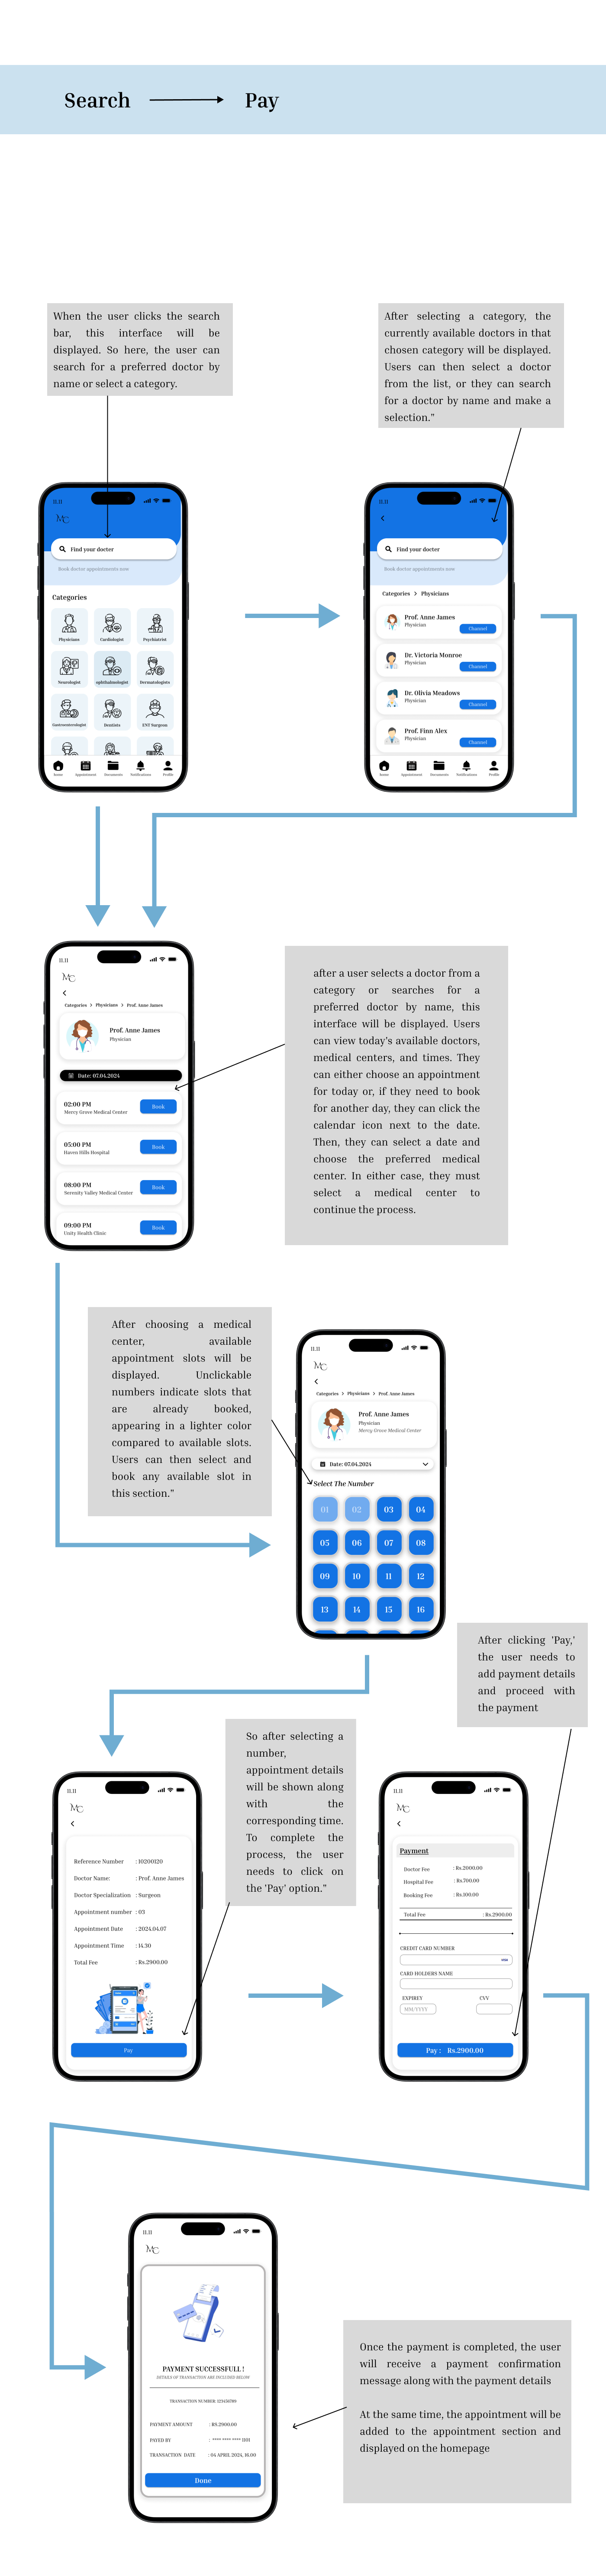 Search
Pay
When the user clicks the search
bar, this interface will be
displayed. So here, the user can
search for a preferred doctor by
name or select a category.
After selecting a category, the
currently available doctors in that
chosen category will be displayed.
Users can then select a doctor
from the list, or they can search
for a doctor by name and make a
selection.”
11.11
MC
Find your docter
Book docter appointments now
Categories
Physicians
Cardiologist
Psychiatrist
Neurologist
ophthalmologist
Dermatologists
Gastroenterologist
Dentists
ENT Surgeon
home
Appointment
Documents
Notifications
Profile
11.11
Find your docter
Book docter appointments now
Categories > Physicians
Prof. Anne James
Physician
Channel
Dr. Victoria Monroe
Physician
Channel
Dr. Olivia Meadows
Physician
Channel
Prof. Finn Alex
Physician
Channel
home
Appointment
Documents
Notifications
Profile
11.11
MC
Categories > Physicians > Prof. Anne James
Prof. Anne James
Physician
Date: 07.04.2024
02:00 PM
Mercy Grove Medical Center
Book
05:00 PM
Haven Hills Hospital
Book
08:00 PM
Serenity Valley Medical Center
Book
09:00 PM
Unity Health Clinic
Book
after a user selects a doctor from a
category or searches for a
preferred doctor by name, this
interface will be displayed. Users
can view today's available doctors,
medical centers, and times. They
can either choose an appointment
for today or, if they need to book
for another day, they can click the
calendar icon next to the date.
Then, they can select a date and
choose the preferred medical
center. In either case, they must
select a medical center to
continue the process.
After choosing a medical
center, available
appointment slots will be
displayed. Unclickable
numbers indicate slots that
are already booked,
appearing in a lighter color
compared to available slots.
Users can then select and
book any available slot in
this section.”
11.11
MC
Categories > Physicians > Prof. Anne James
Prof. Anne James
Physician
Mercy Grove Medical Center
Date: 07.04.2024
Select The Number
01 02 03 04
05 06 07 08
09 10 11 12
13 14 15 16
After clicking 'Pay,'
the user needs to
add payment details
and proceed with
the payment
So after selecting a
number,
appointment details
will be shown along
with the
corresponding time.
To complete the
process, the user
needs to click on
the 'Pay' option.”
11.11
MC
Reference Number : 10200120
Doctor Name: : Prof. Anne James
Doctor Specialization : Surgeon
Appointment number : 03
Appointment Date : 2024.04.07
Appointment Time : 14.30
Total Fee : Rs.2900.00
Pay
11.11
MC
Payment
Doctor Fee : Rs.2000.00
Hospital Fee : Rs.700.00
Booking Fee : Rs.100.00
Total Fee : Rs.2900.00
CREDIT CARD NUMBER
VISA
CARD HOLDERS NAME
EXPIREY CVV
MM/YYYY
Pay : Rs.2900.00
11.11
MC
PAYMENT SUCCESSFULL !
DETAILS OF TRANSACTION ARE INCLUDED BELOW
TRANSACTION NUMBER: 123456789
PAYMENT AMOUNT : RS.2900.00
PAYED BY : **** **** **** 1111
TRANSACTION DATE : 04 APRIL 2024, 16.00
Done
Once the payment is completed, the user
will receive a payment confirmation
message along with the payment details
At the same time, the appointment will be
added to the appointment section and
displayed on the homepage